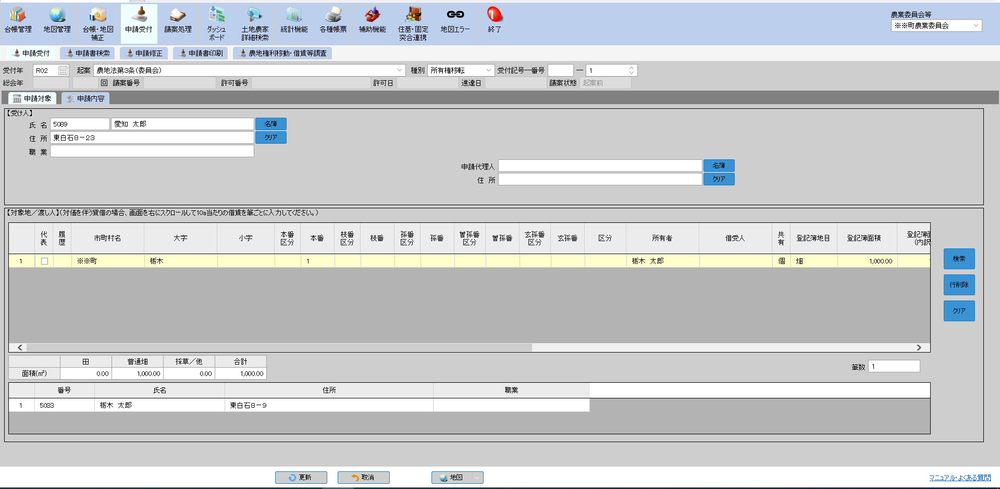 台帳管理 地図管理 台帳・地図補正 申請受付 議案処理 ダッシュボード 土地農家詳細検索 統計機能 各種帳票 補助機能 住基・固定突合連携 地図エラー 終了
農業委員会等
※※町農業委員会
申請受付 申請書検索 申請修正 申請書印刷 農地権利移動・借賃等調査
受付年 R02 起案 農地法第3条(委員会) 種別 所有権移転 受付記号ー番号 ー 1
総会年 回 議案番号 許可番号 許可日 進達日 議案状態 起案前
申請対象 申請内容
【受け人】
氏 名 5089 愛知 太郎 名簿
住 所 東白石8－23 クリア
職 業
申請代理人 名簿
住 所 クリア
【対象地／渡し人】(対価を伴う貸借の場合、画面を右にスクロールして10a当たりの借賃を筆ごとに入力してください。)
代表 履歴 市町村名 大字 小字 本番区分 本番 枝番区分 枝番 孫番区分 孫番 曾孫番区分 曾孫番 玄孫番区分 玄孫番 区分 所有者 借受人 共有 登記簿地目 登記簿面積 登記簿面 (内訳
1 ※※町 栃木 1 栃木 太郎 個 畑 1,000.00
検索
行削除
クリア
田 普通畑 採草／他 合計
面積(㎡) 0.00 1,000.00 0.00 1,000.00
筆数 1
番号 氏名 住所 職業
1 5033 栃木 太郎 東白石8－9
更新 取消 地図
マニュアル・よくある質問